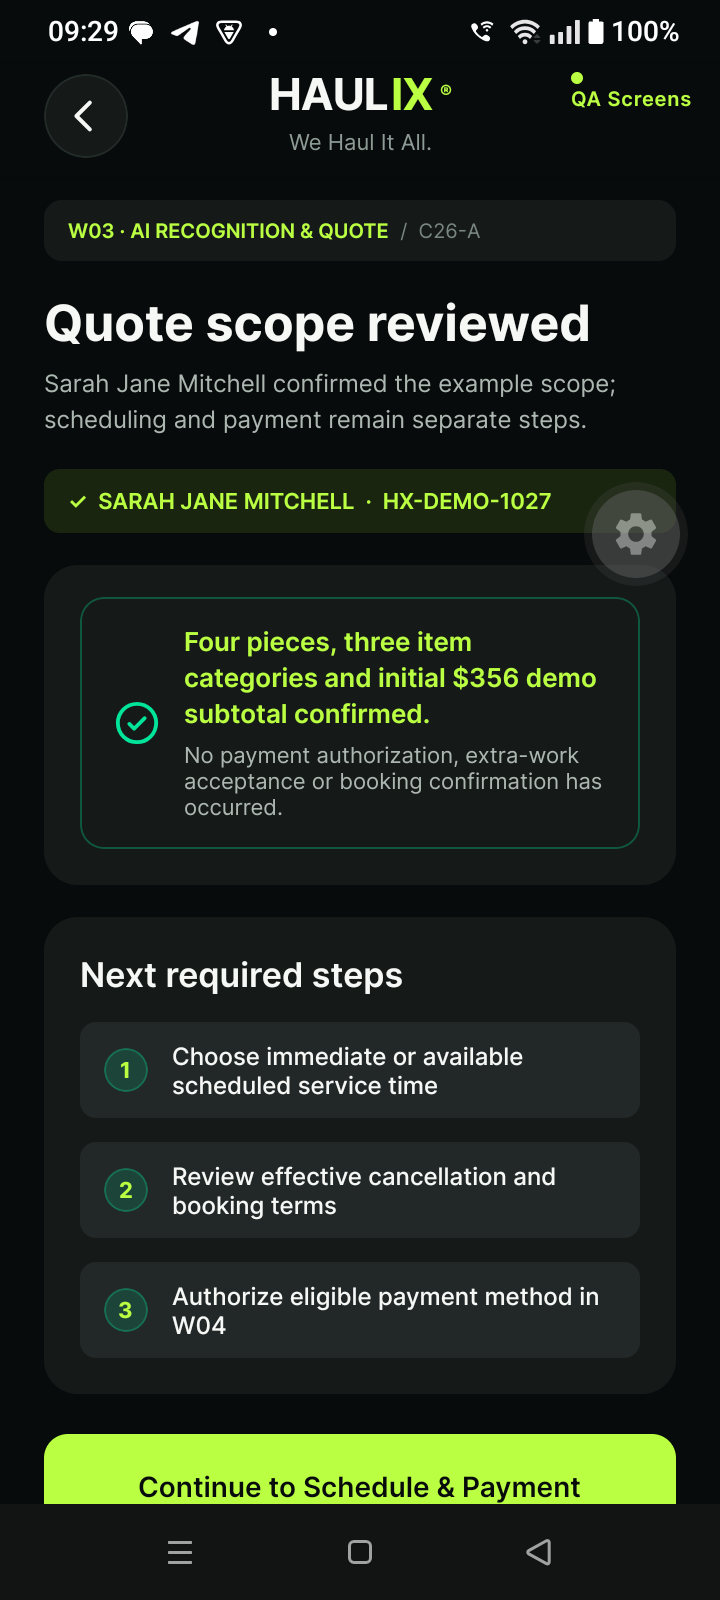 09:29
100%
HAULIX ®
We Haul It All.
QA Screens
W03 · AI RECOGNITION & QUOTE / C26-A
Quote scope reviewed
Sarah Jane Mitchell confirmed the example scope;
scheduling and payment remain separate steps.
✓ SARAH JANE MITCHELL · HX-DEMO-1027
Four pieces, three item
categories and initial $356 demo
subtotal confirmed.
No payment authorization, extra-work
acceptance or booking confirmation has
occurred.
Next required steps
1
Choose immediate or available
scheduled service time
2
Review effective cancellation and
booking terms
3
Authorize eligible payment method in
W04
Continue to Schedule & Payment